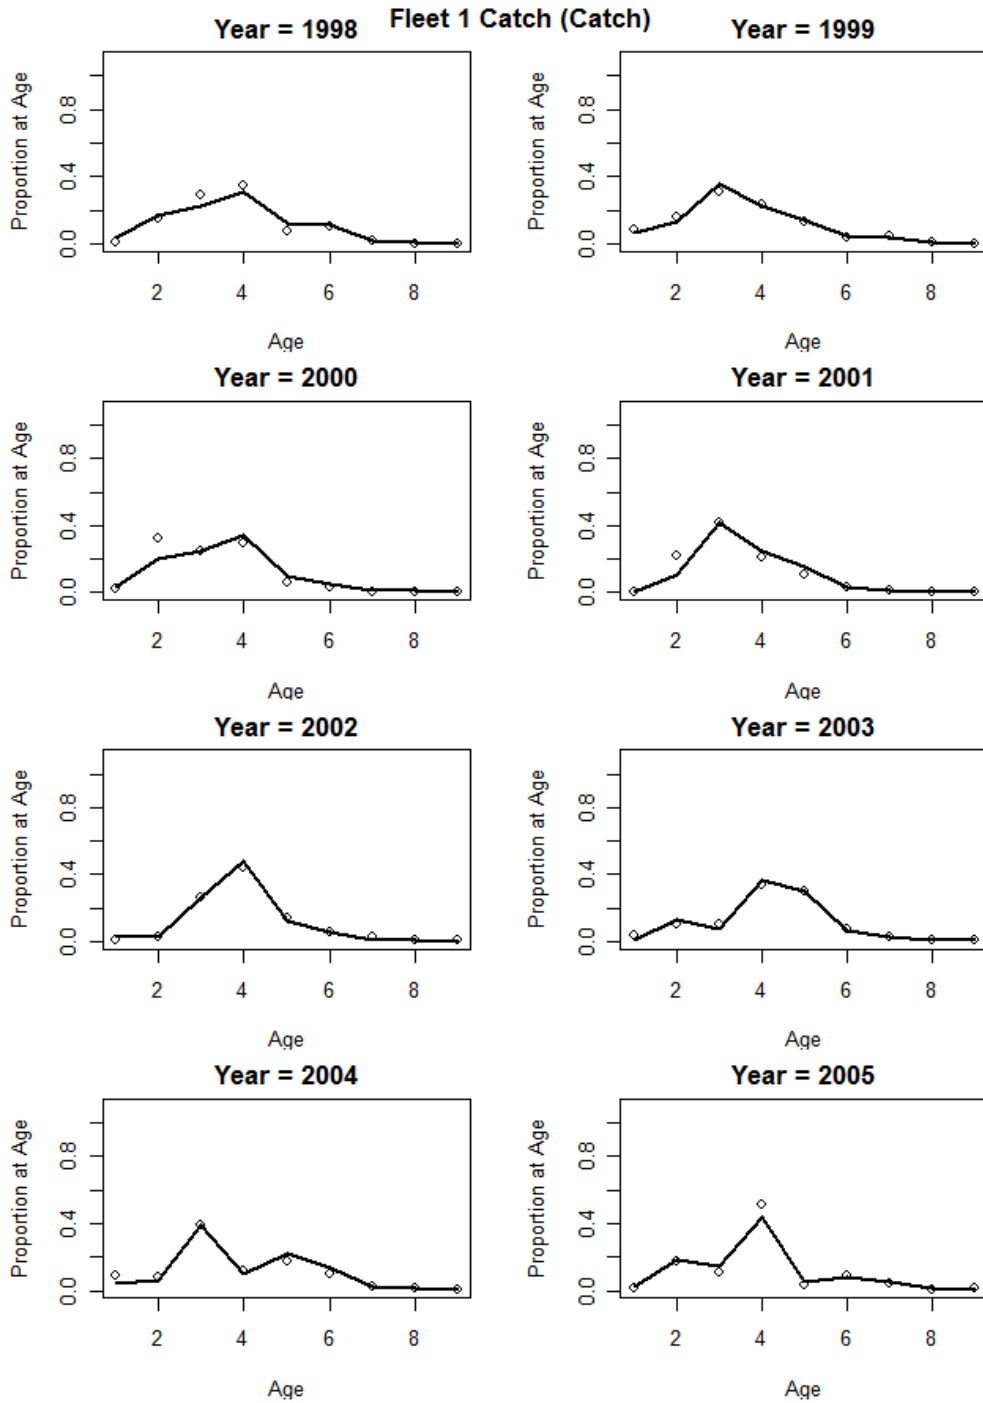 Fleet 1 Catch (Catch)
Year = 1998
Proportion at Age
0.0 0.4 0.8
2 4 6 8
Age
Year = 1999
Proportion at Age
0.0 0.4 0.8
2 4 6 8
Age
Year = 2000
Proportion at Age
0.0 0.4 0.8
2 4 6 8
Age
Year = 2001
Proportion at Age
0.0 0.4 0.8
2 4 6 8
Age
Year = 2002
Proportion at Age
0.0 0.4 0.8
2 4 6 8
Age
Year = 2003
Proportion at Age
0.0 0.4 0.8
2 4 6 8
Age
Year = 2004
Proportion at Age
0.0 0.4 0.8
2 4 6 8
Age
Year = 2005
Proportion at Age
0.0 0.4 0.8
2 4 6 8
Age